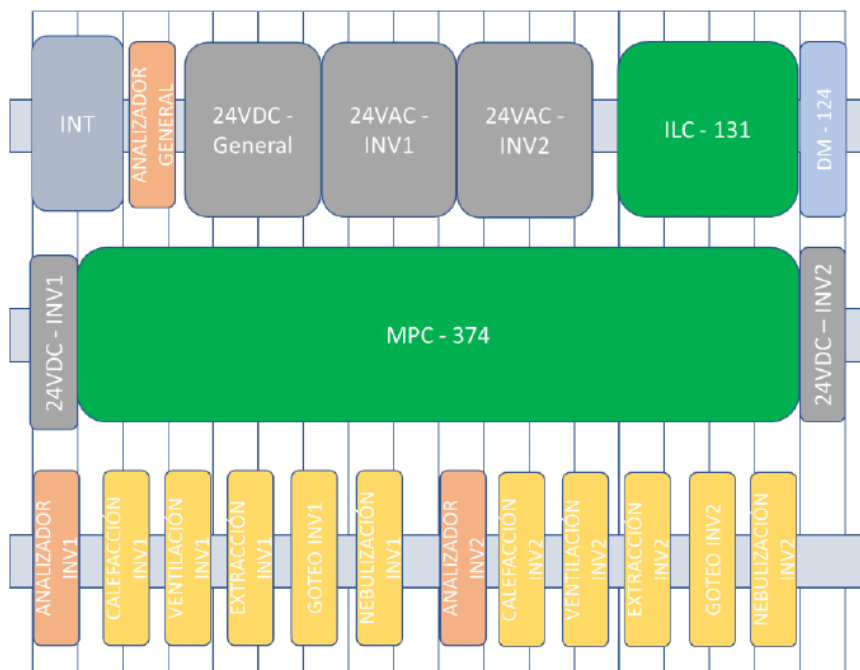 INT
ANALIZADOR
GENERAL
24VDC -
General
24VAC -
INV1
24VAC -
INV2
ILC - 131
DM - 124
24VDC - INV1
MPC - 374
24VDC – INV2
ANALIZADOR
INV1
CALEFACCIÓN
INV1
VENTILACIÓN
INV1
EXTRACCIÓN
INV1
GOTEO INV1
NEBULIZACIÓN
INV1
ANALIZADOR
INV2
CALEFACCIÓN
INV2
VENTILACIÓN
INV2
EXTRACCIÓN
INV2
GOTEO INV2
NEBULIZACIÓN
INV2